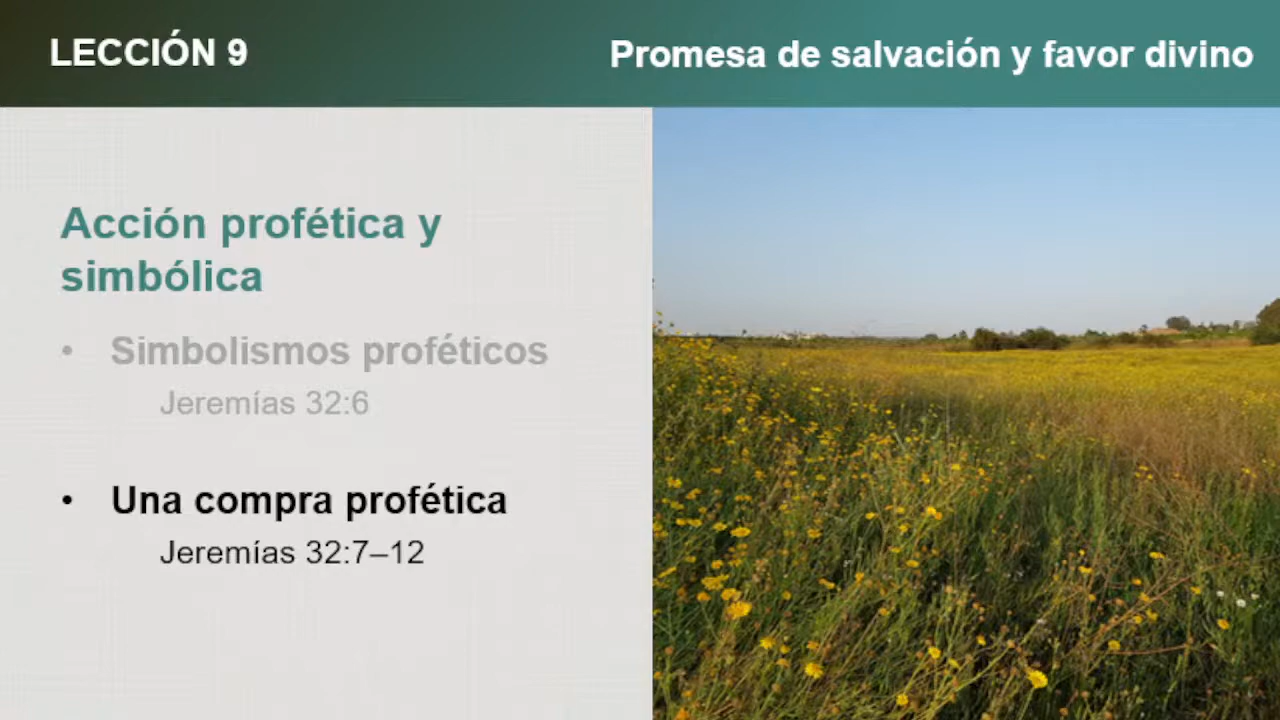 LECCIÓN 9
Promesa de salvación y favor divino
Acción profética y
simbólica
• Simbolismos proféticos
Jeremías 32:6
• Una compra profética
Jeremías 32:7–12